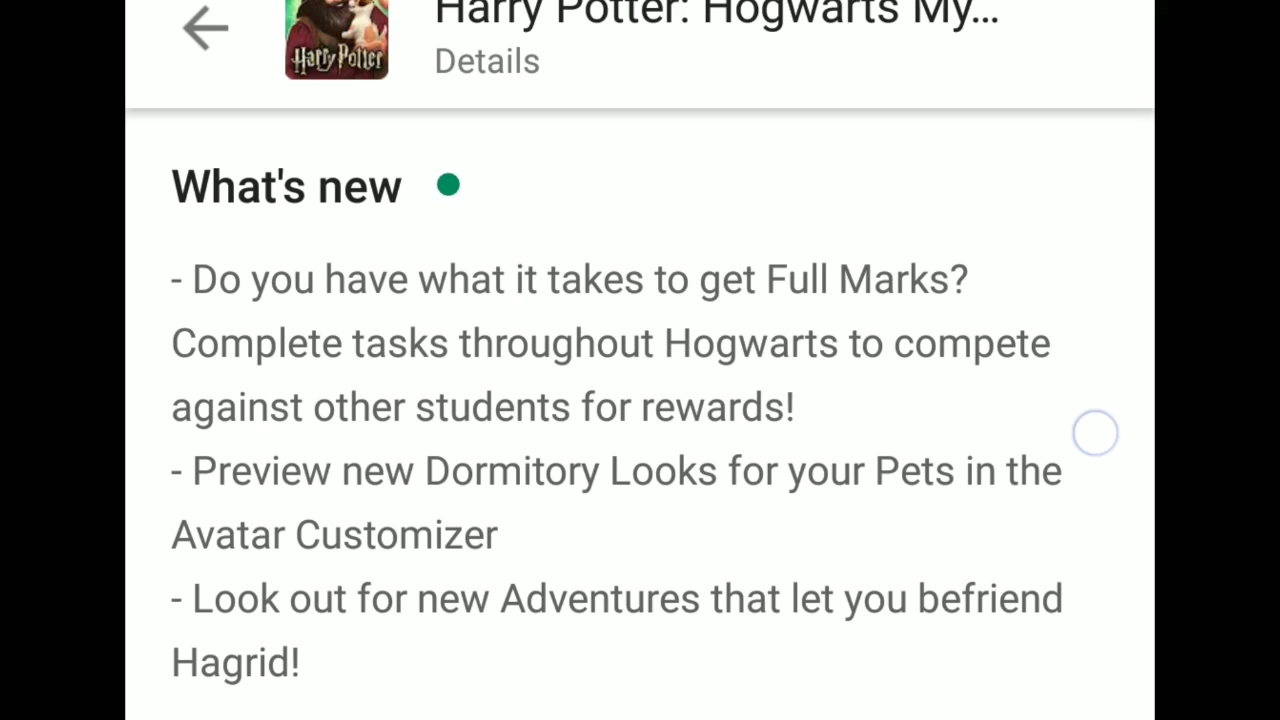 Harry Potter: Hogwarts My...
Harry Potter
Details
What's new
- Do you have what it takes to get Full Marks?
Complete tasks throughout Hogwarts to compete
against other students for rewards!
- Preview new Dormitory Looks for your Pets in the
Avatar Customizer
- Look out for new Adventures that let you befriend
Hagrid!